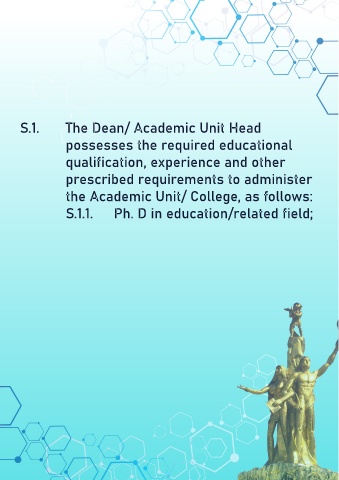 S.1. The Dean/ Academic Unit Head
possesses the required educational
qualification, experience and other
prescribed requirements to administer
the Academic Unit/ College, as follows:
S.1.1. Ph. D in education/related field;